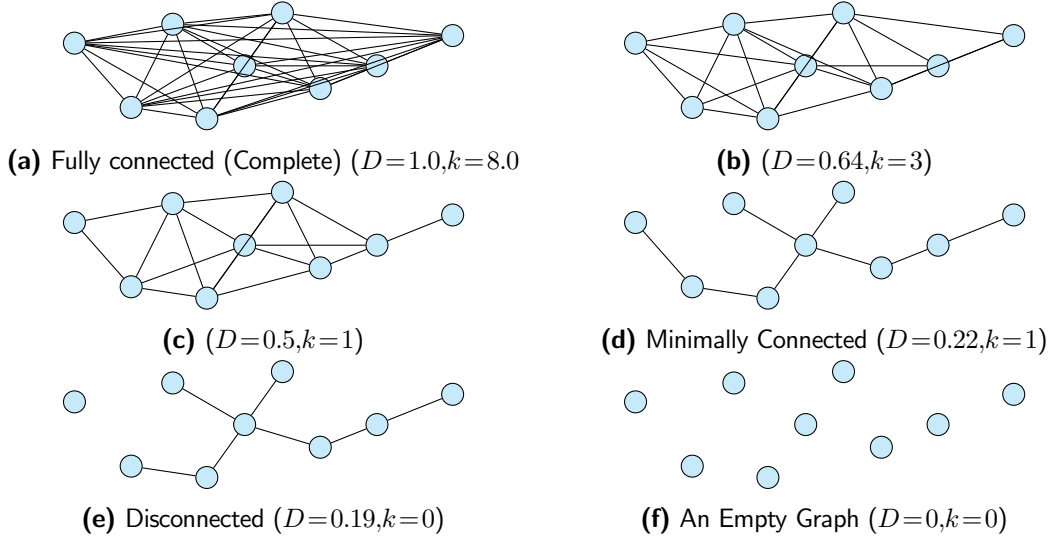 (a) Fully connected (Complete) (D=1.0,k=8.0
(b) (D=0.64,k=3)
(c) (D=0.5,k=1)
(d) Minimally Connected (D=0.22,k=1)
(e) Disconnected (D=0.19,k=0)
(f) An Empty Graph (D=0,k=0)